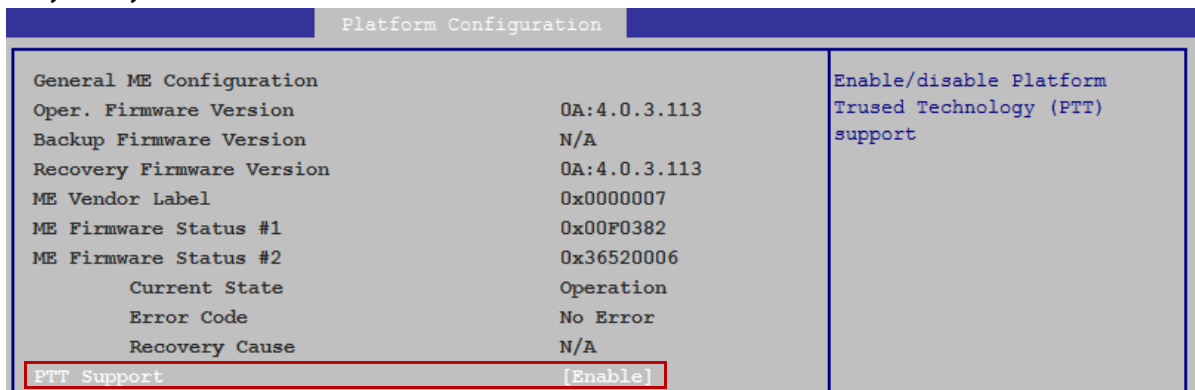 Platform Configuration
General ME Configuration
Oper. Firmware Version 0A:4.0.3.113
Backup Firmware Version N/A
Recovery Firmware Version 0A:4.0.3.113
ME Vendor Label 0x0000007
ME Firmware Status #1 0x00F0382
ME Firmware Status #2 0x36520006
Current State Operation
Error Code No Error
Recovery Cause N/A
PTT Support [Enable]
Enable/disable Platform
Trused Technology (PTT)
support